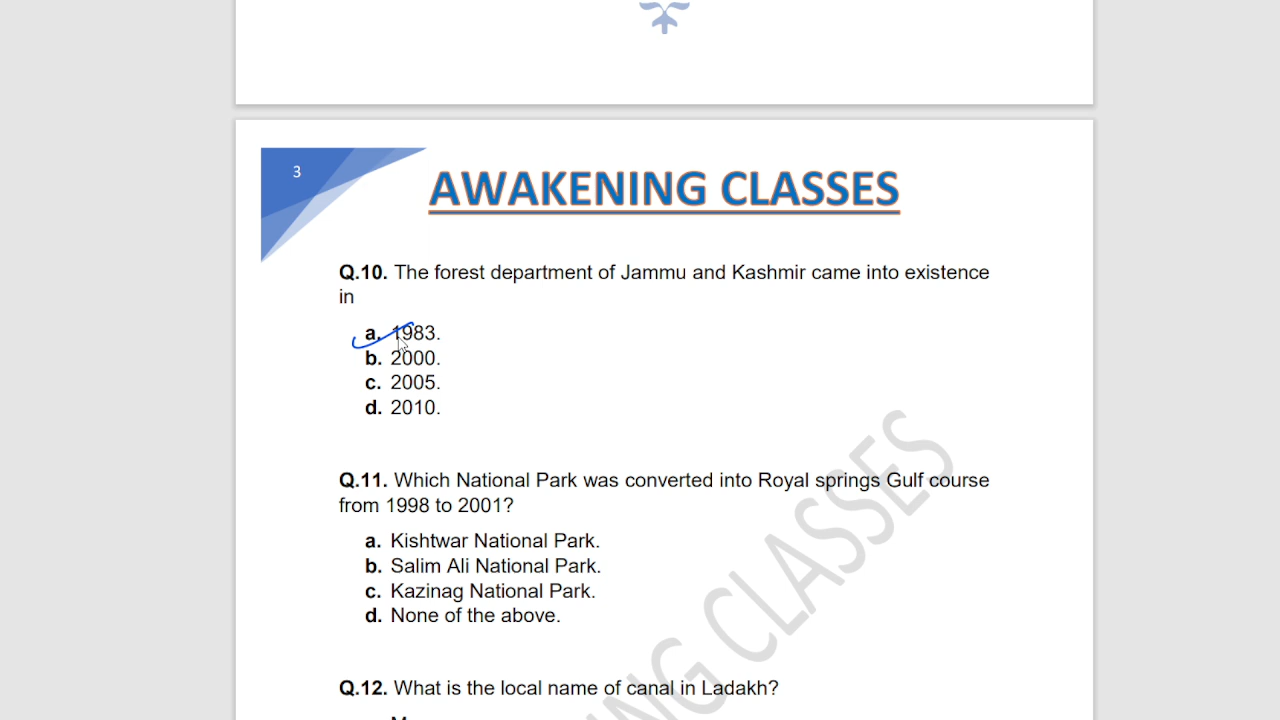 3
AWAKENING CLASSES
Q.10. The forest department of Jammu and Kashmir came into existence
in
a. 1983.
b. 2000.
c. 2005.
d. 2010.
Q.11. Which National Park was converted into Royal springs Gulf course
from 1998 to 2001?
a. Kishtwar National Park.
b. Salim Ali National Park.
c. Kazinag National Park.
d. None of the above.
Q.12. What is the local name of canal in Ladakh?
NING CLASSES